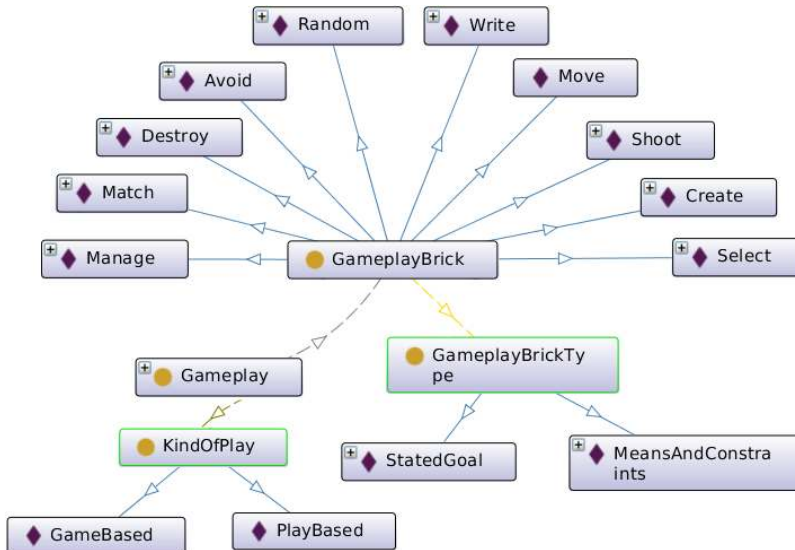 Random
Write
Avoid
Move
Destroy
Shoot
Match
Create
Manage
GameplayBrick
Select
GameplayBrickTy
pe
Gameplay
KindOfPlay
StatedGoal
MeansAndConstra
ints
GameBased
PlayBased